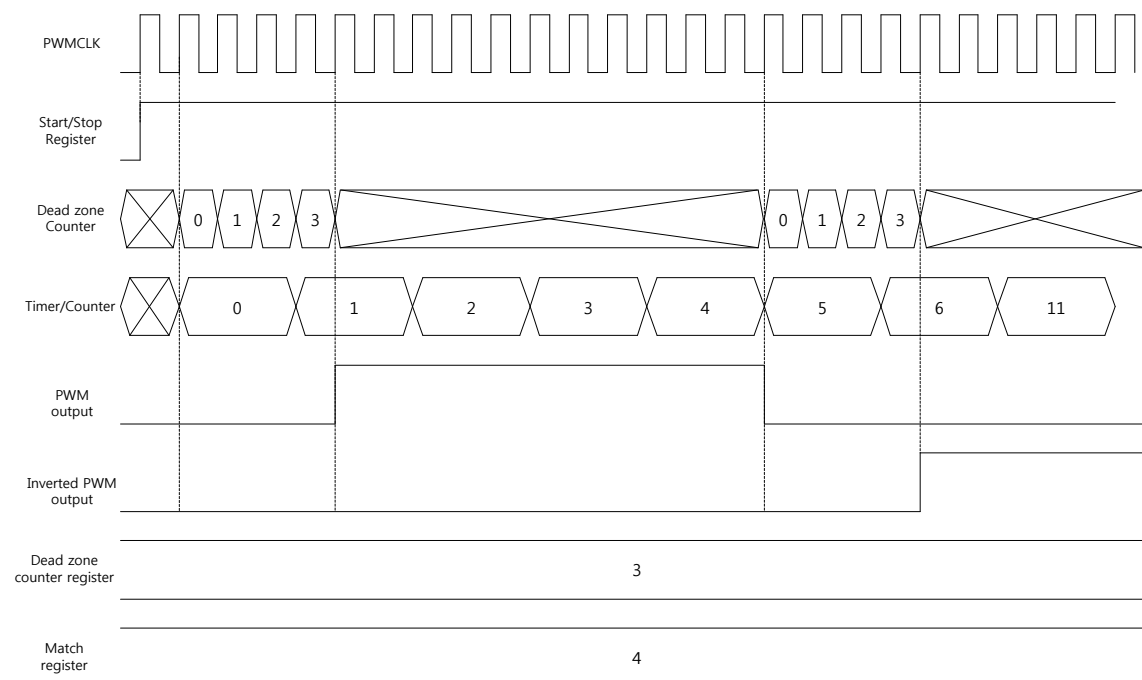 PWMCLK
Start/Stop
Register
Dead zone
Counter
0 1 2 3 0 1 2 3
Timer/Counter
0 1 2 3 4 5 6 11
PWM
output
Inverted PWM
output
Dead zone
counter register
3
Match
register
4